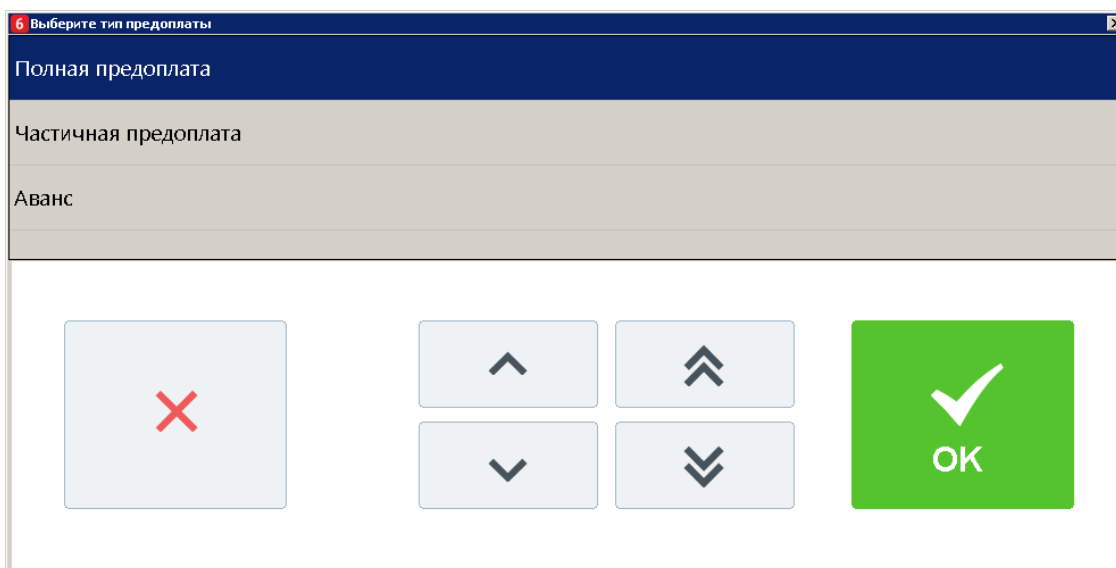 6 Выберите тип предоплаты
Полная предоплата
Частичная предоплата
Аванс
OK